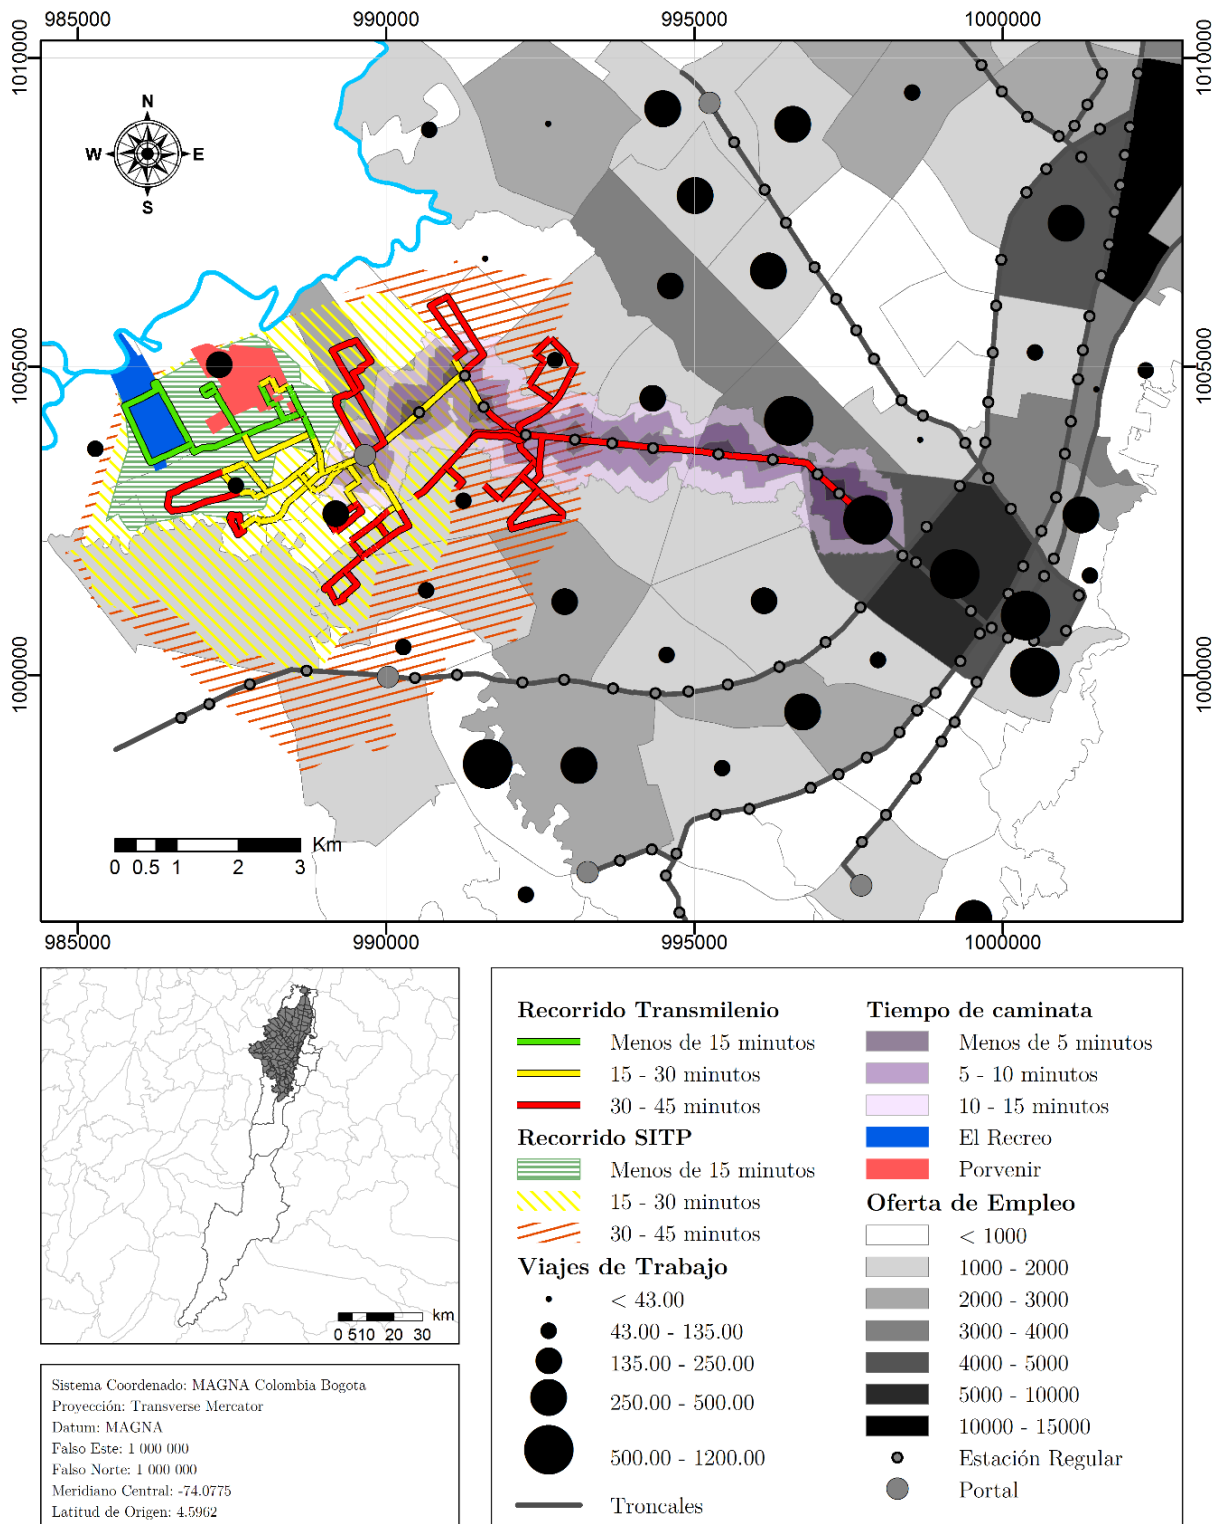 985000 990000 995000 1000000
1010000
1010000
N
W E
S
1005000
1005000
1000000
1000000
Km
0 0.5 1 2 3
985000 990000 995000 1000000
km
0 5 10 20 30
Sistema Coordenado: MAGNA Colombia Bogota
Proyección: Transverse Mercator
Datum: MAGNA
Falso Este: 1 000 000
Falso Norte: 1 000 000
Meridiano Central: -74.0775
Latitud de Origen: 4.5962
Recorrido Transmilenio
Menos de 15 minutos
15 - 30 minutos
30 - 45 minutos
Recorrido SITP
Menos de 15 minutos
15 - 30 minutos
30 - 45 minutos
Viajes de Trabajo
< 43.00
43.00 - 135.00
135.00 - 250.00
250.00 - 500.00
500.00 - 1200.00
Troncales
Tiempo de caminata
Menos de 5 minutos
5 - 10 minutos
10 - 15 minutos
El Recreo
Porvenir
Oferta de Empleo
< 1000
1000 - 2000
2000 - 3000
3000 - 4000
4000 - 5000
5000 - 10000
10000 - 15000
Estación Regular
Portal